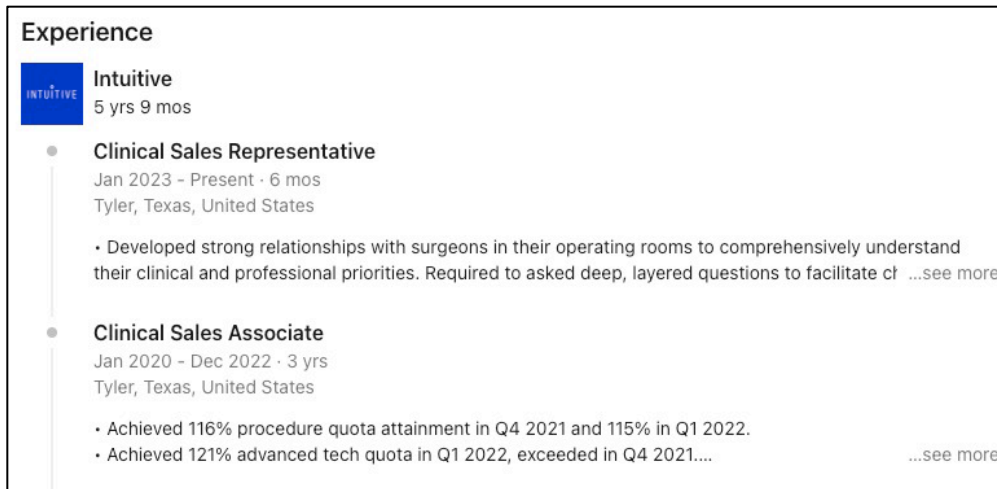 Experience
INTUITIVE
Intuitive
5 yrs 9 mos
Clinical Sales Representative
Jan 2023 - Present · 6 mos
Tyler, Texas, United States
• Developed strong relationships with surgeons in their operating rooms to comprehensively understand
their clinical and professional priorities. Required to asked deep, layered questions to facilitate ...see more
Clinical Sales Associate
Jan 2020 - Dec 2022 · 3 yrs
Tyler, Texas, United States
• Achieved 116% procedure quota attainment in Q4 2021 and 115% in Q1 2022.
• Achieved 121% advanced tech quota in Q1 2022, exceeded in Q4 2021.... ...see more